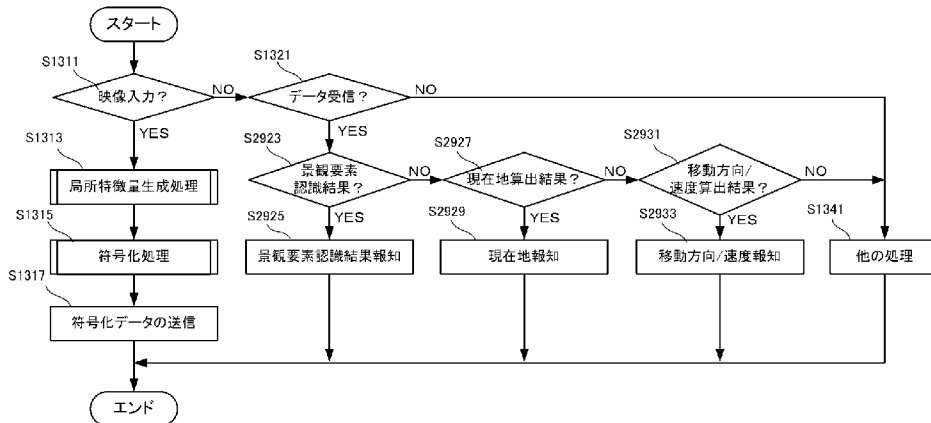 スタート
S1311
映像入力？
NO
YES
S1321
データ受信？
NO
YES
S1313
局所特徴量生成処理
S2923
景観要素
認識結果？
NO
YES
S2927
現在地算出結果？
NO
YES
S2931
移動方向/
速度算出結果？
NO
YES
S1315
符号化処理
S2925
景観要素認識結果報知
S2929
現在地報知
S2933
移動方向/速度報知
S1341
他の処理
S1317
符号化データの送信
エンド